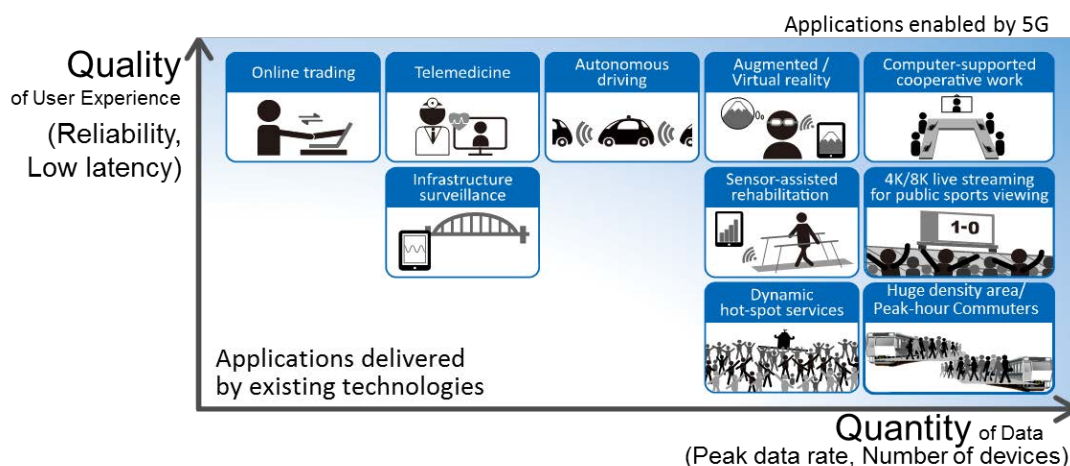 Applications enabled by 5G
Quality
of User Experience
(Reliability,
Low latency)
Online trading
Telemedicine
Autonomous
driving
Augmented /
Virtual reality
Computer-supported
cooperative work
Infrastructure
surveillance
Sensor-assisted
rehabilitation
4K/8K live streaming
for public sports viewing
1-0
Dynamic
hot-spot services
Huge density area/
Peak-hour Commuters
Applications delivered
by existing technologies
Quantity of Data
(Peak data rate, Number of devices)